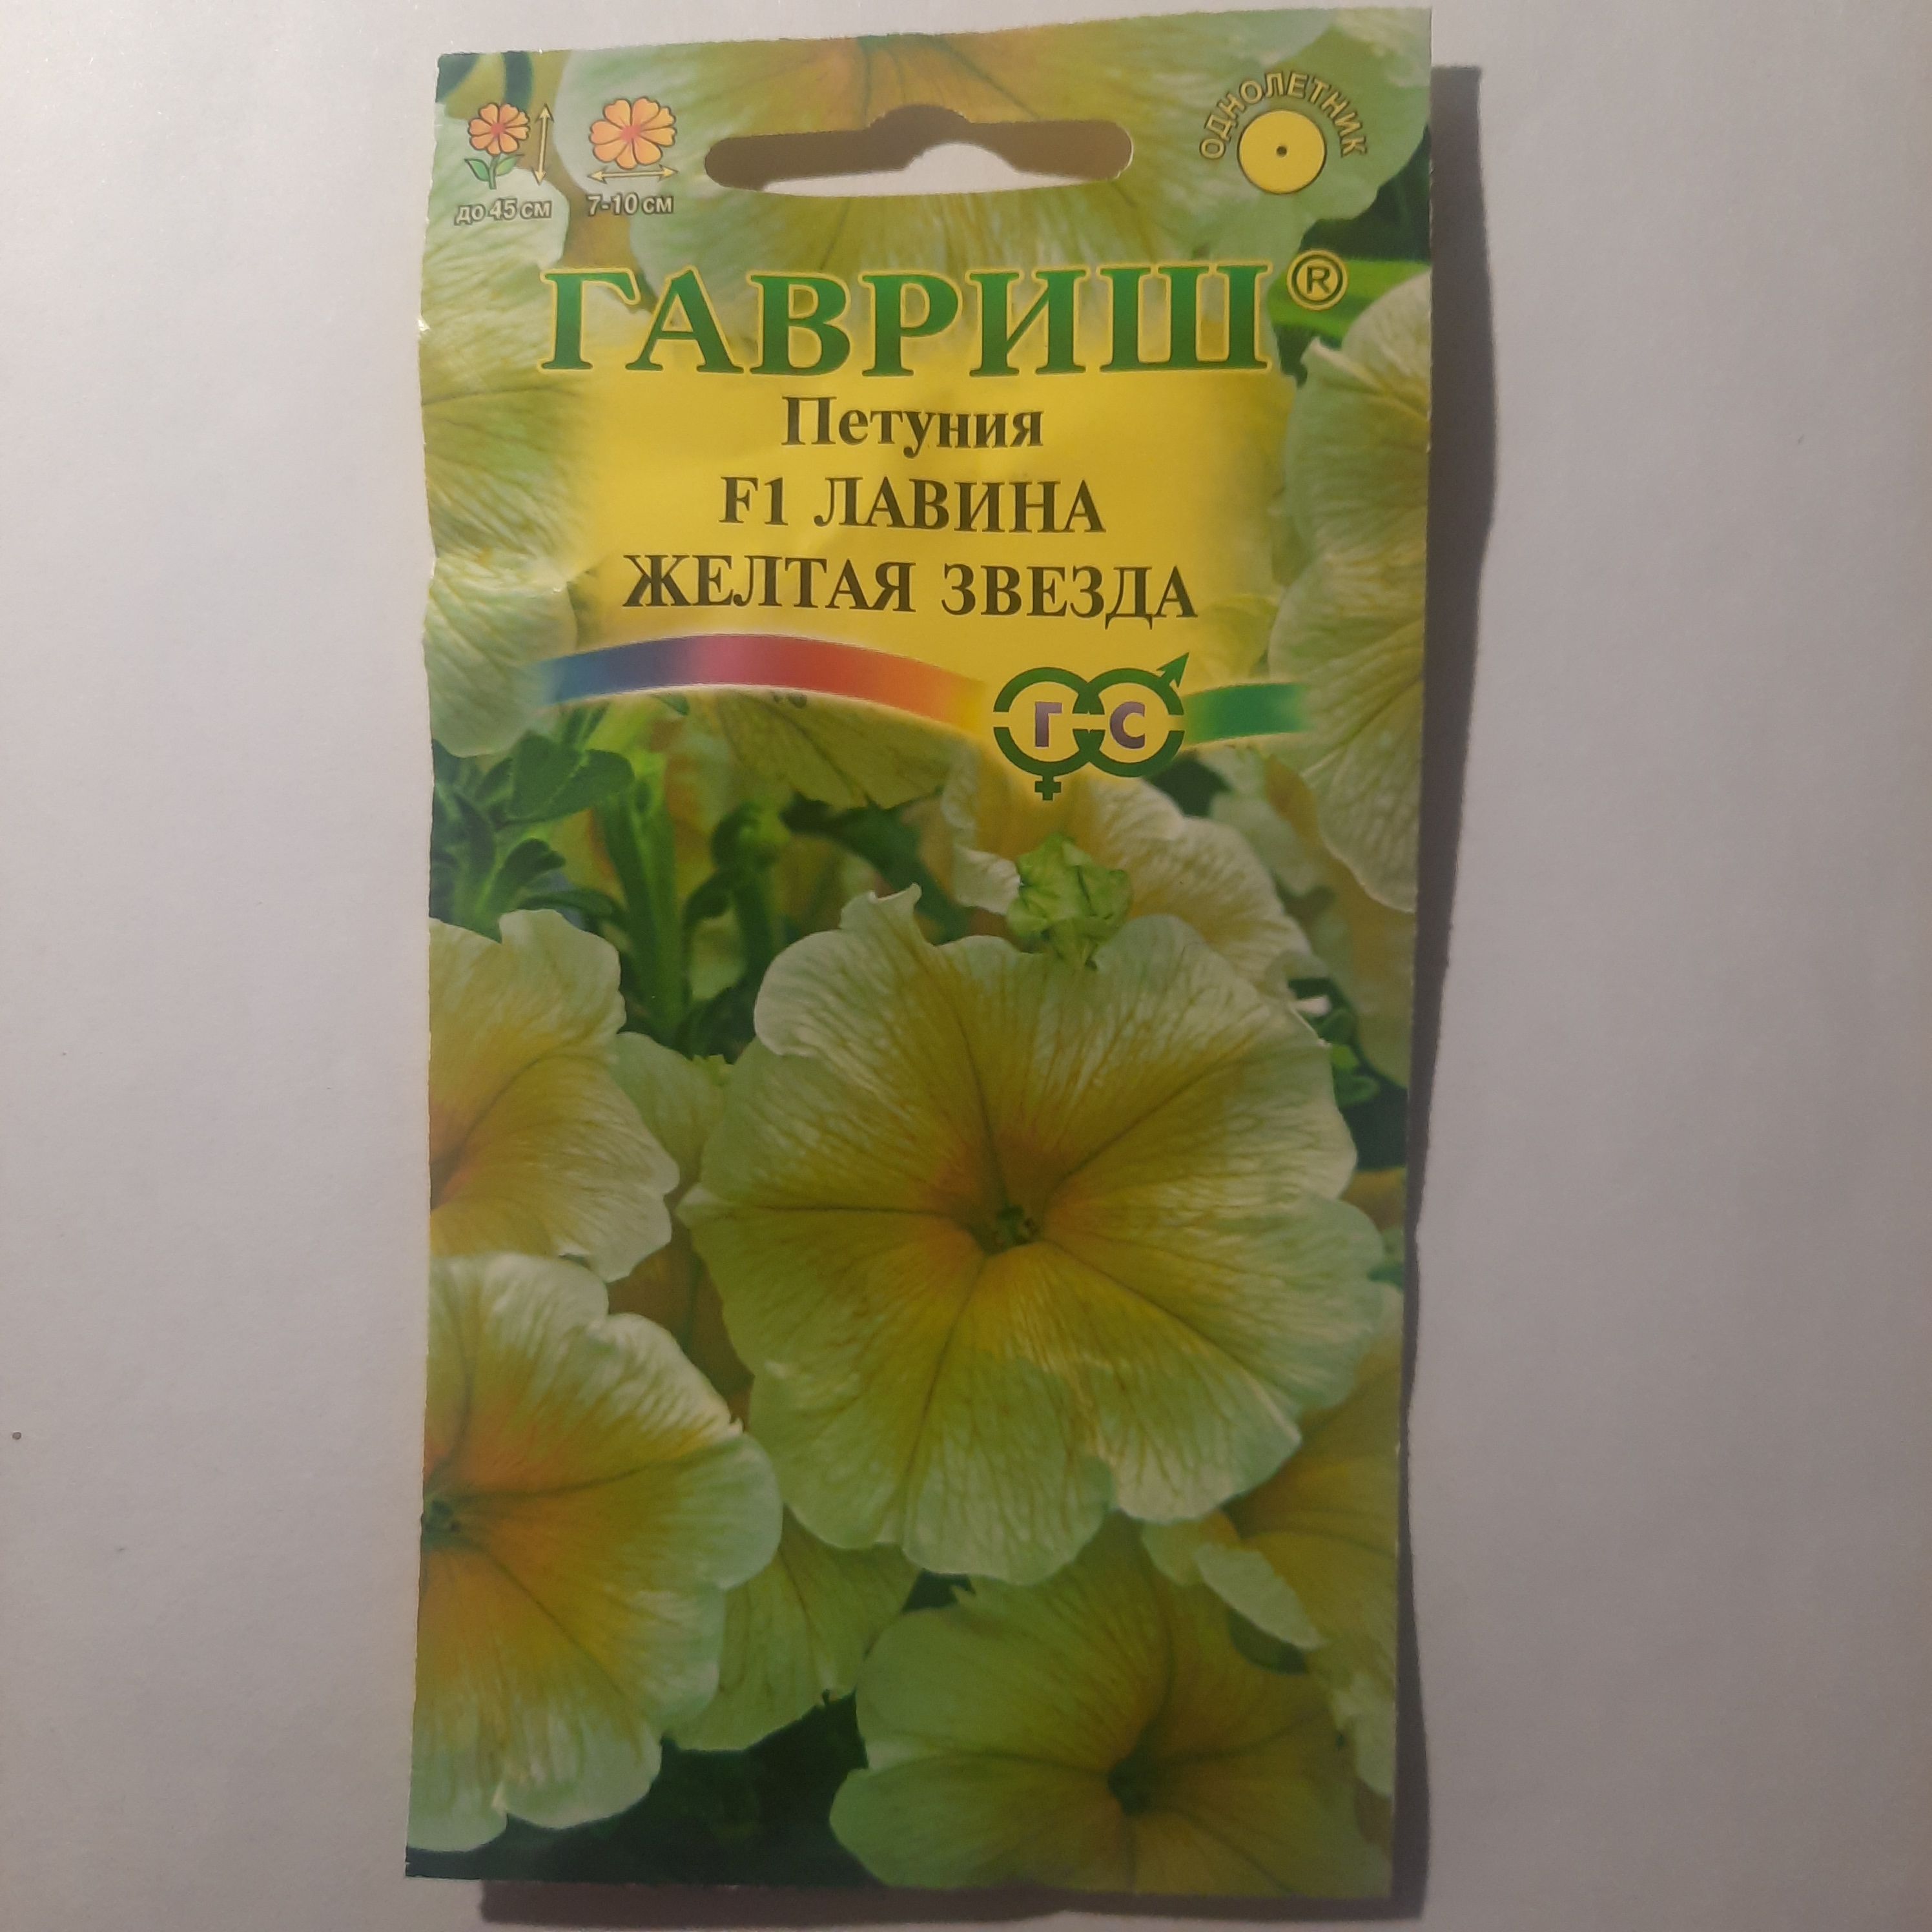 ОДНОЛЕТНИК
до 45 см
7-10 см
ГАВРИШ®
Петуния
F1 ЛАВИНА
ЖЕЛТАЯ ЗВЕЗДА
Г С